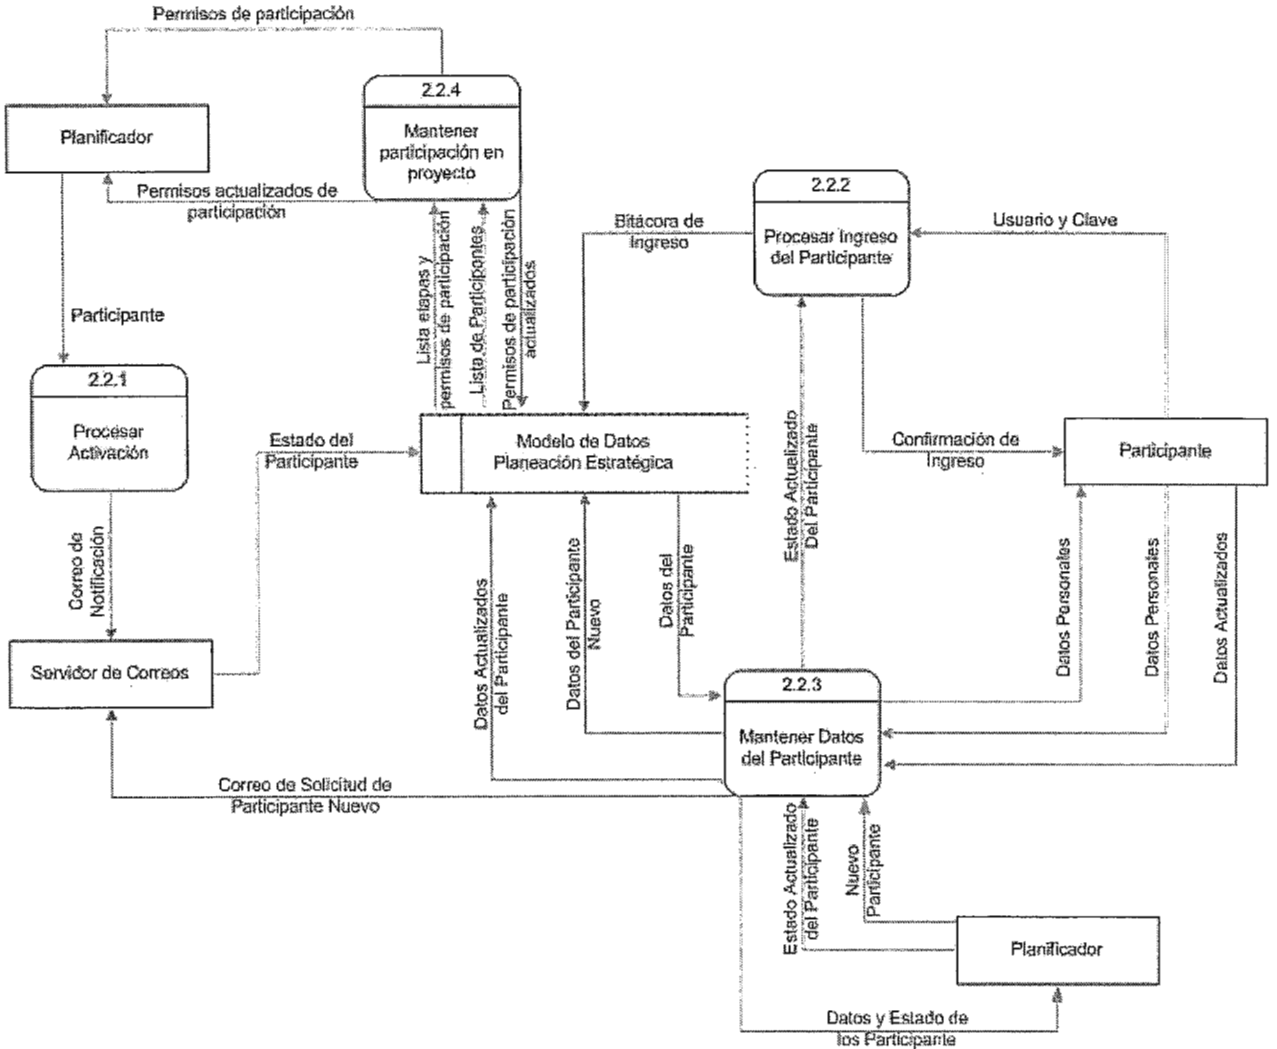 Permisos de participación
2.2.4
Mantener
participación en
proyecto
Planificador
Permisos actualizados de
participación
2.2.2
Procesar Ingreso
del Participante
Bitácora de
Ingreso
Usuario y Clave
Lista etapas y
permisos de participación
Lista de Participantes
Permisos de participación
actualizados
Participante
2.2.1
Procesar
Activación
Estado del
Participante
Modelo de Datos
Planeación Estratégica
Estado Actualizado
Del Participante
Confirmación de
Ingreso
Participante
Correo de
Notificación
Datos Actualizados
del Participante
Datos del Participante
Nuevo
Datos del
Participante
Datos Personales
Datos Personales
Datos Actualizados
Servidor de Correos
2.2.3
Mantener Datos
del Participante
Correo de Solicitud de
Participante Nuevo
Estado Actualizado
del Participante
Nuevo
Participante
Planificador
Datos y Estado de
los Participante